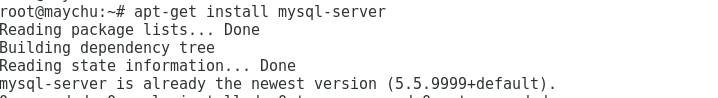 root@maychu:~# apt-get install mysql-server
Reading package lists... Done
Building dependency tree
Reading state information... Done
mysql-server is already the newest version (5.5.9999+default).